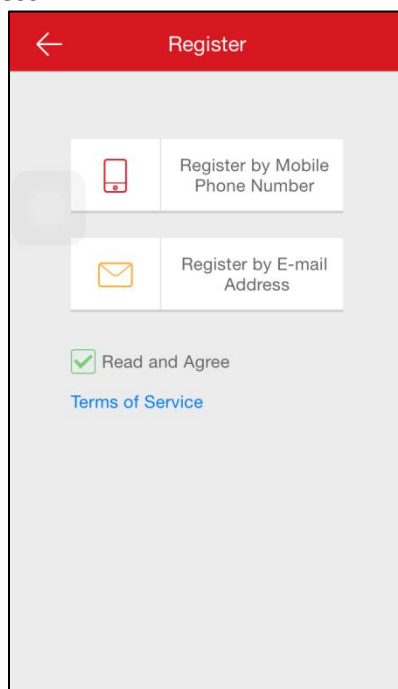 Register
Register by Mobile
Phone Number
Register by E-mail
Address
Read and Agree
Terms of Service